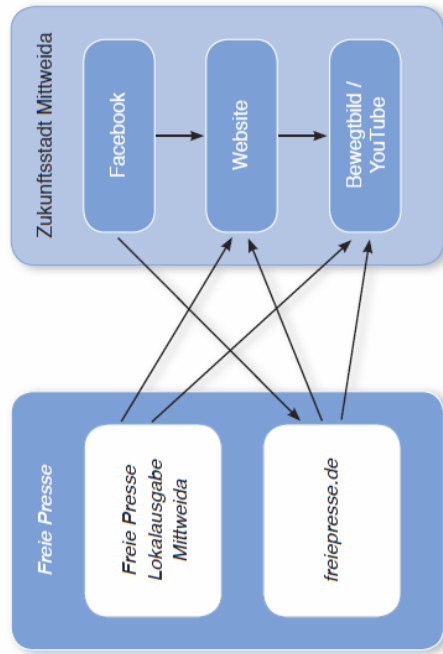 Freie Presse
Freie Presse
Lokalausgabe
Mittweida
freiepresse.de
Zukunftsstadt Mittweida
Facebook
Website
Bewegtbild /
YouTube